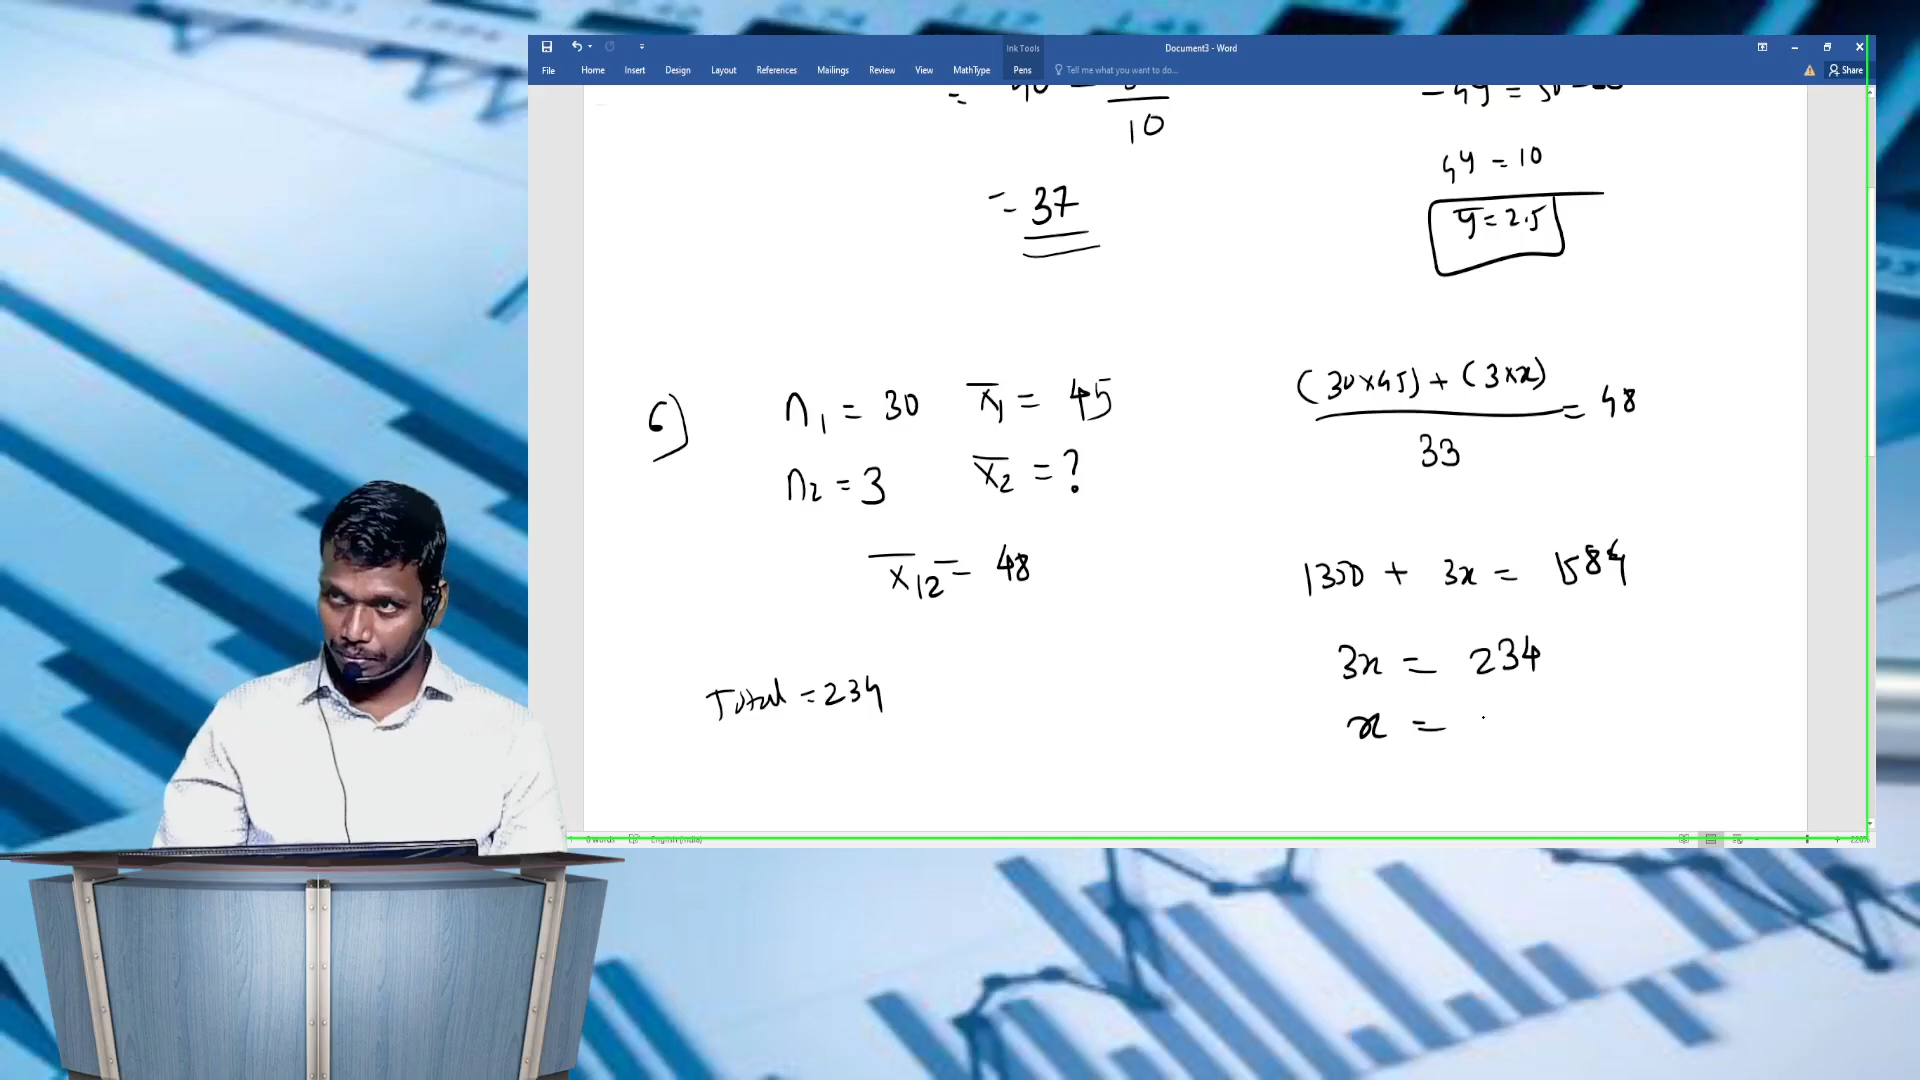 Ink Tools
Document3 - Word
File Home Insert Design Layout References Mailings Review View MathType Pens Tell me what you want to do... Share
10
= 37
4y = 10
y̅ = 2.5
6)
n₁ = 30 x̅₁ = 45
n₂ = 3 x̅₂ = ?
x̅₁₂ = 48
Total = 234
(30×45) + (3×x)
= 48
33
1350 + 3x = 1584
3x = 234
x =
English (India)